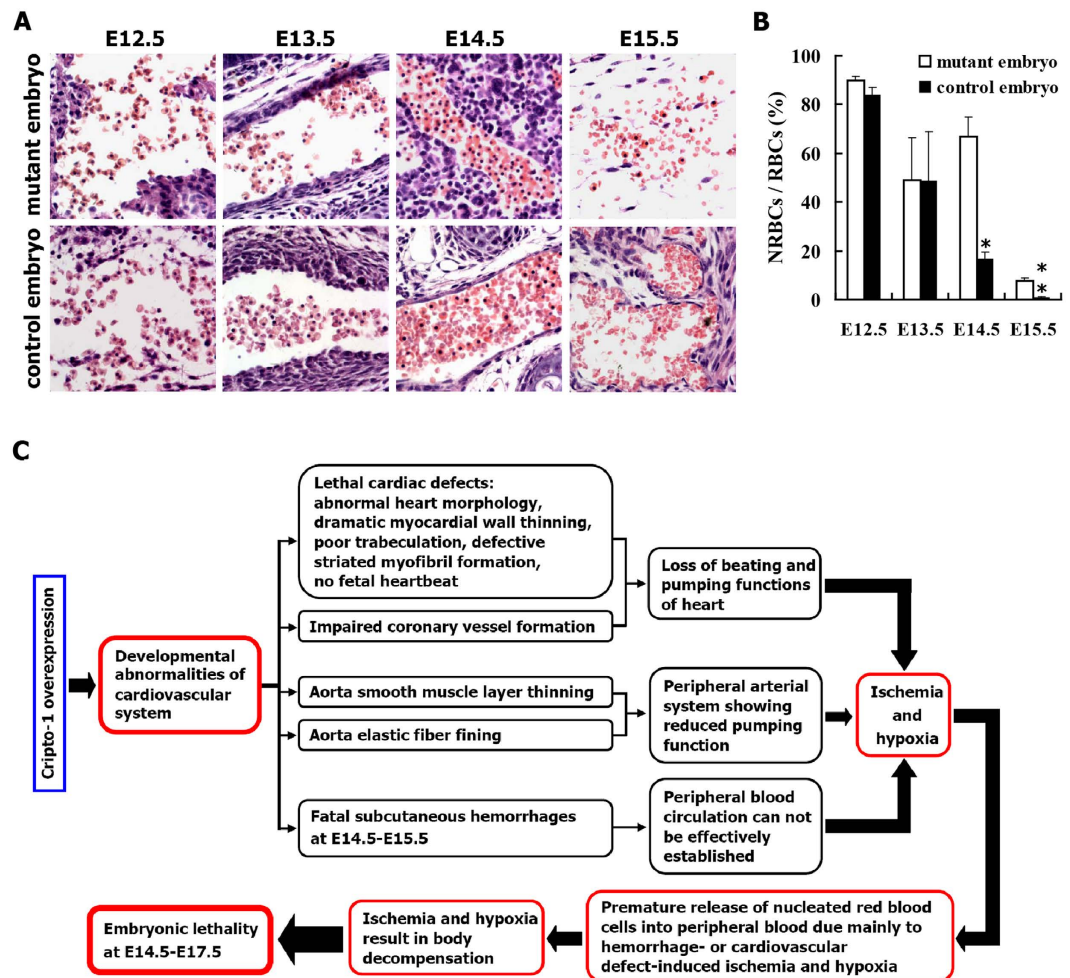 A
E12.5
E13.5
E14.5
E15.5
mutant embryo
control embryo
B
NRBCs / RBCs (%)
100
80
60
40
20
0
mutant embryo
control embryo
*
*
*
E12.5
E13.5
E14.5
E15.5
C
Cripto-1 overexpression
Developmental
abnormalities of
cardiovascular
system
Lethal cardiac defects:
abnormal heart morphology,
dramatic myocardial wall thinning,
poor trabeculation, defective
striated myofibril formation,
no fetal heartbeat
Impaired coronary vessel formation
Aorta smooth muscle layer thinning
Aorta elastic fiber fining
Fatal subcutaneous hemorrhages
at E14.5-E15.5
Loss of beating and
pumping functions
of heart
Peripheral arterial
system showing
reduced pumping
function
Peripheral blood
circulation can not
be effectively
established
Ischemia
and
hypoxia
Premature release of nucleated red blood
cells into peripheral blood due mainly to
hemorrhage- or cardiovascular
defect-induced ischemia and hypoxia
Ischemia and hypoxia
result in body
decompensation
Embryonic lethality
at E14.5-E17.5